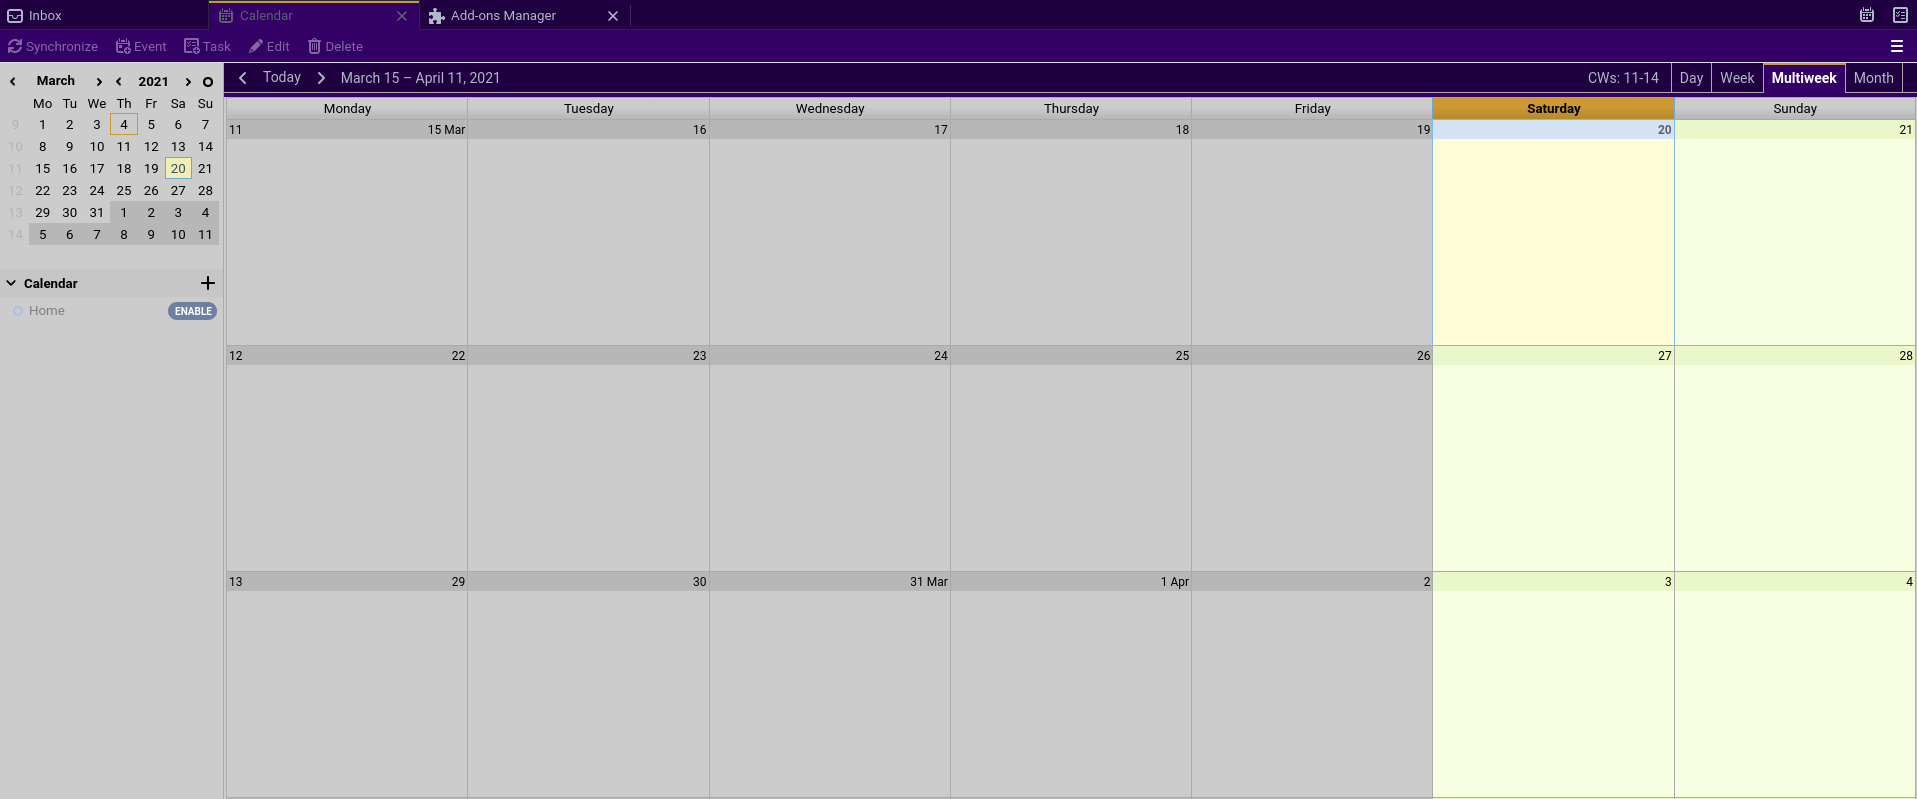 Inbox Calendar Add-ons Manager
Synchronize Event Task Edit Delete
March 2021 Today March 15 – April 11, 2021 CWs: 11-14 Day Week Multiweek Month
Mo Tu We Th Fr Sa Su
9 1 2 3 4 5 6 7
10 8 9 10 11 12 13 14
11 15 16 17 18 19 20 21
12 22 23 24 25 26 27 28
13 29 30 31 1 2 3 4
14 5 6 7 8 9 10 11
Calendar
Home ENABLE
Monday Tuesday Wednesday Thursday Friday Saturday Sunday
11 15 Mar 16 17 18 19 20 21
12 22 23 24 25 26 27 28
13 29 30 31 Mar 1 Apr 2 3 4